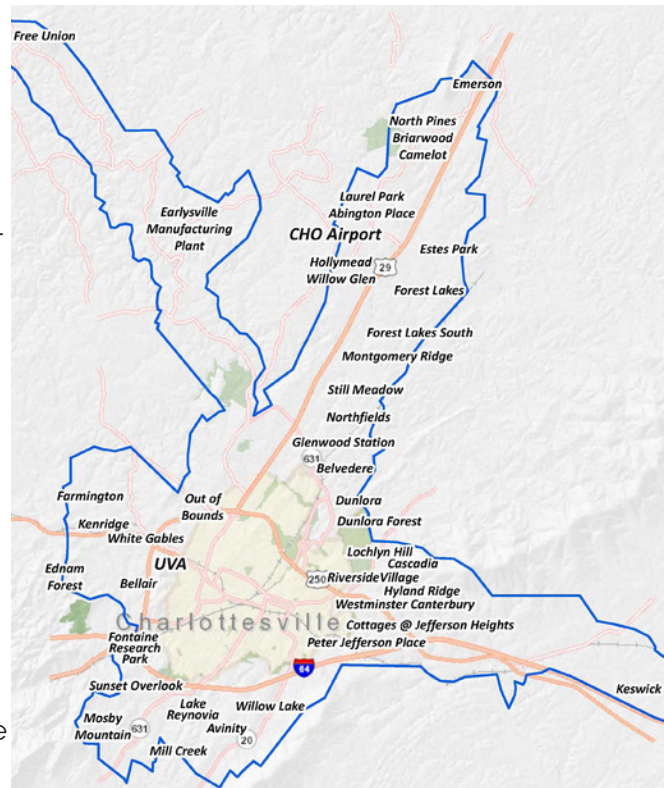 Free Union
Emerson
North Pines
Briarwood
Camelot
Laurel Park
Abington Place
Earlysville
Manufacturing
Plant
CHO Airport
Estes Park
Hollymead
Willow Glen
29
Forest Lakes
Forest Lakes South
Montgomery Ridge
Still Meadow
Northfields
Glenwood Station
631
Belvedere
Farmington
Out of
Bounds
Dunlora
Kenridge
Dunlora Forest
White Gables
Lochlyn Hill
UVA
Cascadia
Ednam
Forest
Bellair
250
RiversideVillage
Hyland Ridge
Westminster Canterbury
Charlottesville
Cottages @ Jefferson Heights
Fontaine
Research
Park
Peter Jefferson Place
64
Sunset Overlook
Keswick
Lake
Reynovia
Willow Lake
Mosby
Mountain
631
Avinity
20
Mill Creek
e